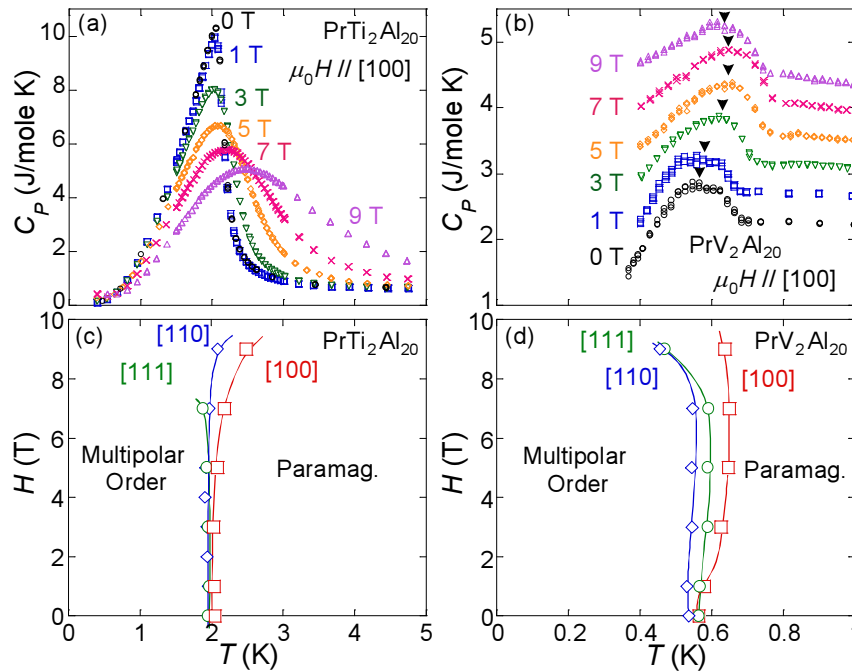 (a)
0 T
PrTi₂Al₂₀
1 T
μ₀H // [100]
3 T
5 T
7 T
9 T
C_P (J/mole K)
10
8
6
4
2
0
(b)
9 T
7 T
5 T
3 T
1 T
0 T
PrV₂Al₂₀
μ₀H // [100]
C_P (J/mole K)
5
4
3
2
1
(c)
[110]
PrTi₂Al₂₀
[111]
[100]
Multipolar
Order
Paramag.
H (T)
10
8
6
4
2
0
0 1 2 3 4 5
T (K)
(d)
[111]
PrV₂Al₂₀
[110]
[100]
Multipolar
Order
Paramag.
H (T)
10
8
6
4
2
0
0 0.2 0.4 0.6 0.8 1
T (K)